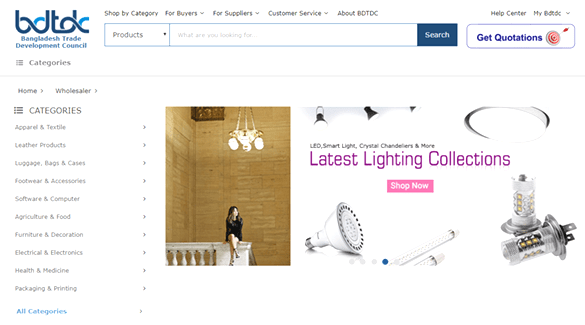 Shop by Category For Buyers For Suppliers Customer Service About BDTDC Help Center My Bdtdc
bdtdc
Bangladesh Trade
Development Council
Products What are you looking for.. Search Get Quotations
Categories
Home > Wholesaler >
CATEGORIES
Apparel & Textile
Leather Products
Luggage, Bags & Cases
Footwear & Accessories
Software & Computer
Agriculture & Food
Furniture & Decoration
Electrical & Electronics
Health & Medicine
Packaging & Printing
All Categories
LED,Smart Light, Crystal Chandeliers & More
Latest Lighting Collections
Shop Now